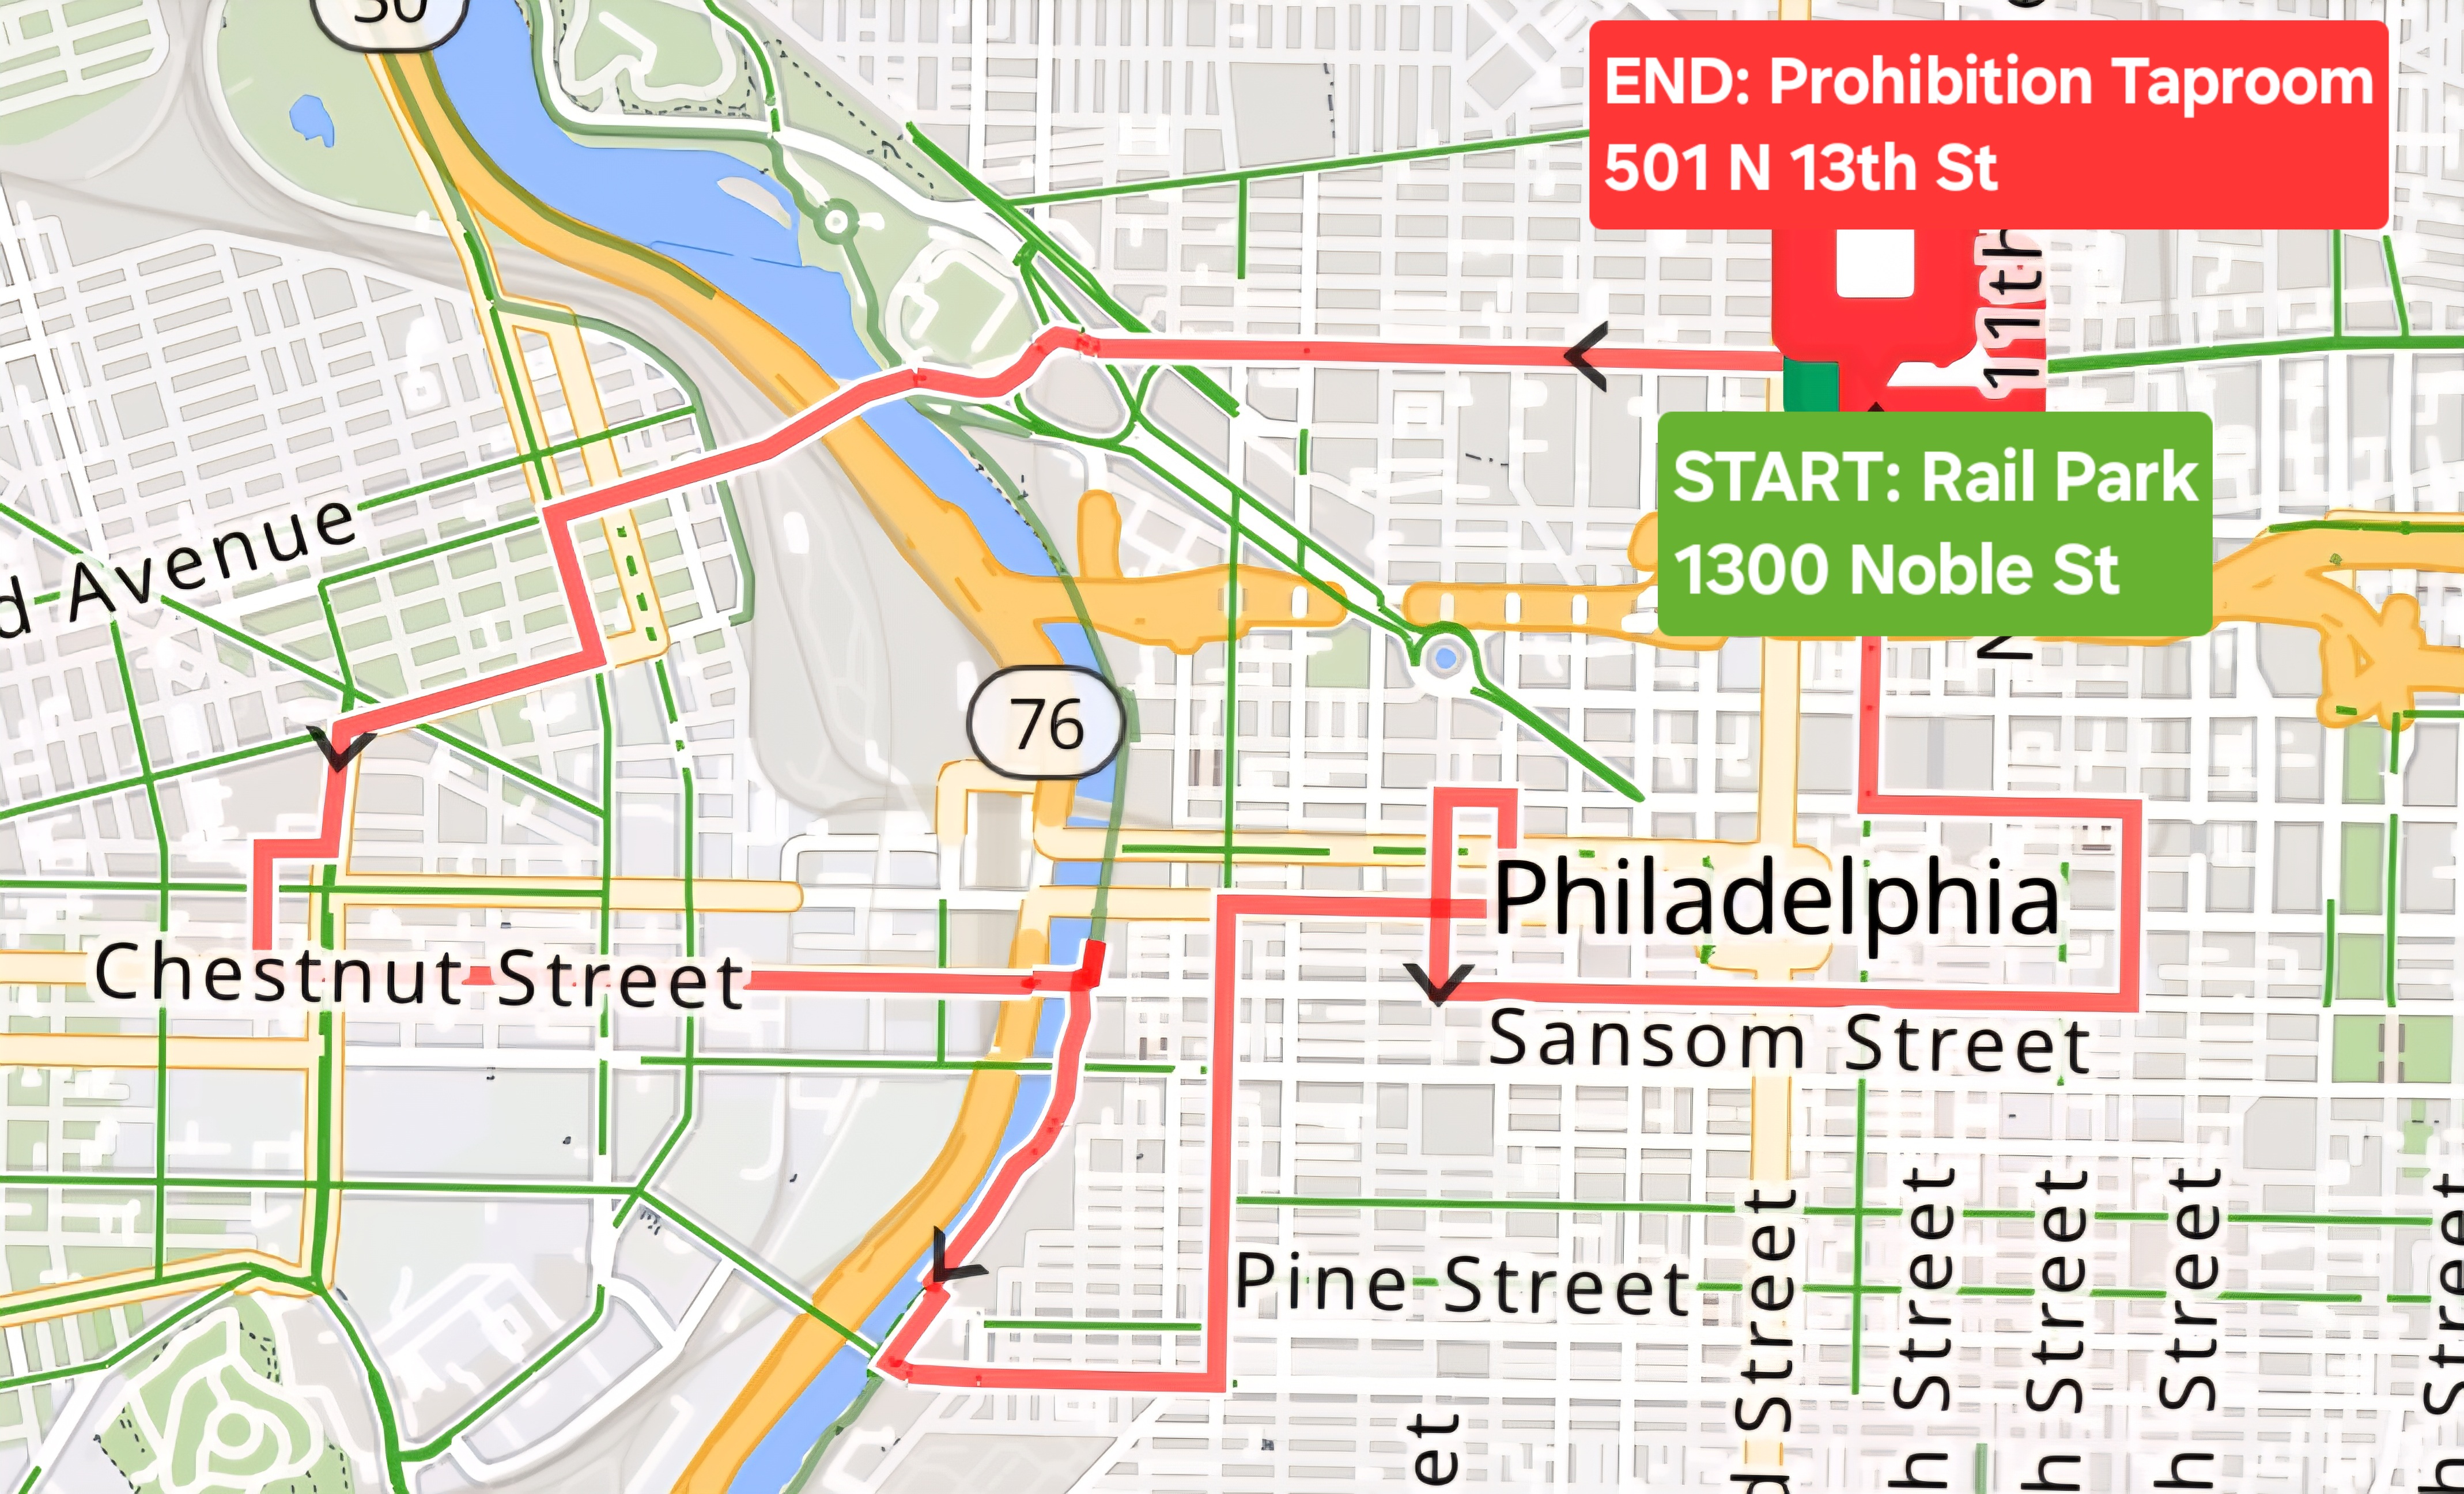 30
END: Prohibition Taproom
501 N 13th St
11th
START: Rail Park
1300 Noble St
d Avenue
N
76
Philadelphia
Chestnut Street
Sansom Street
Pine Street
d Street
h Street
h Street
h Street
h Street
et
h
h
h